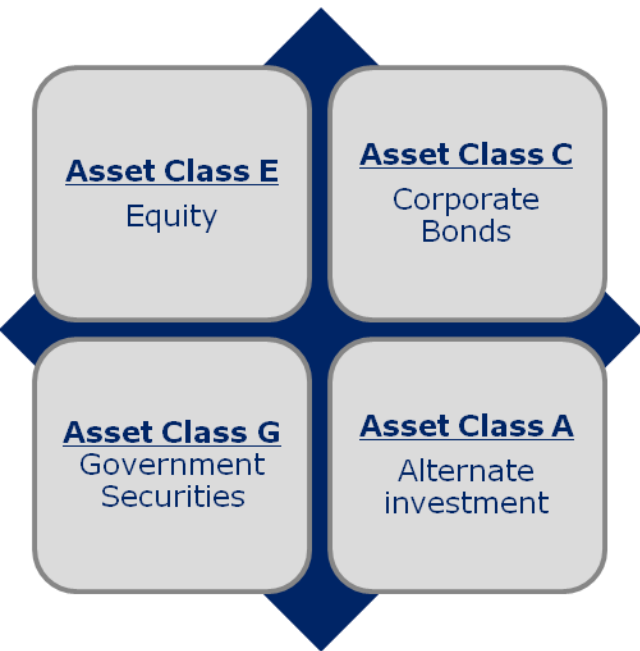 Asset Class E
Equity
Asset Class C
Corporate
Bonds
Asset Class G
Government
Securities
Asset Class A
Alternate
investment